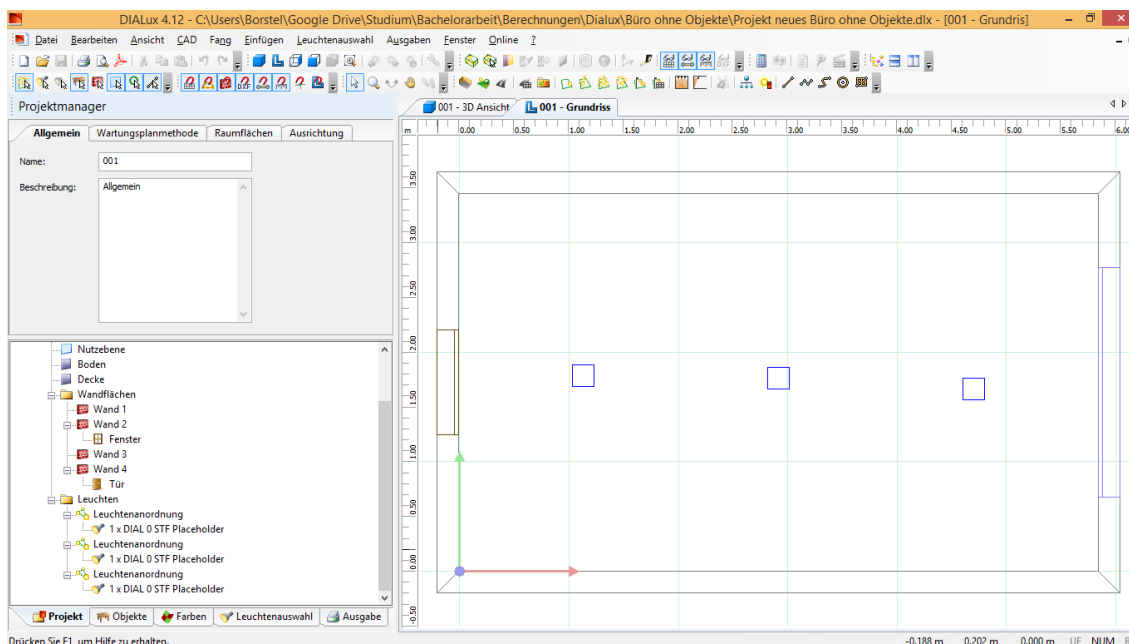 DIALux 4.12 - C:\Users\Borstel\Google Drive\Studium\Bachelorarbeit\Berechnungen\Dialux\Büro ohne Objekte\Projekt neues Büro ohne Objekte.dlx - [001 - Grundris]
Datei Bearbeiten Ansicht CAD Fang Einfügen Leuchtenauswahl Ausgaben Fenster Online ?
DXF
Projektmanager
001 - 3D Ansicht 001 - Grundriss
Allgemein Wartungsplanmethode Raumflächen Ausrichtung
m 0.00 0.50 1.00 1.50 2.00 2.50 3.00 3.50 4.00 4.50 5.00 5.50 6.00
Name: 001
Beschreibung: Allgemein
3.50
3.00
2.50
2.00
1.50
1.00
0.50
0.00
-0.50
Nutzebene
Boden
Decke
Wandflächen
Wand 1
Wand 2
Fenster
Wand 3
Wand 4
Tür
Leuchten
Leuchtenanordnung
1 x DIAL 0 STF Placeholder
Leuchtenanordnung
1 x DIAL 0 STF Placeholder
Leuchtenanordnung
1 x DIAL 0 STF Placeholder
Projekt Objekte Farben Leuchtenauswahl Ausgabe
Drücken Sie F1, um Hilfe zu erhalten. -0.188 m 0.202 m 0.000 m UF NUM